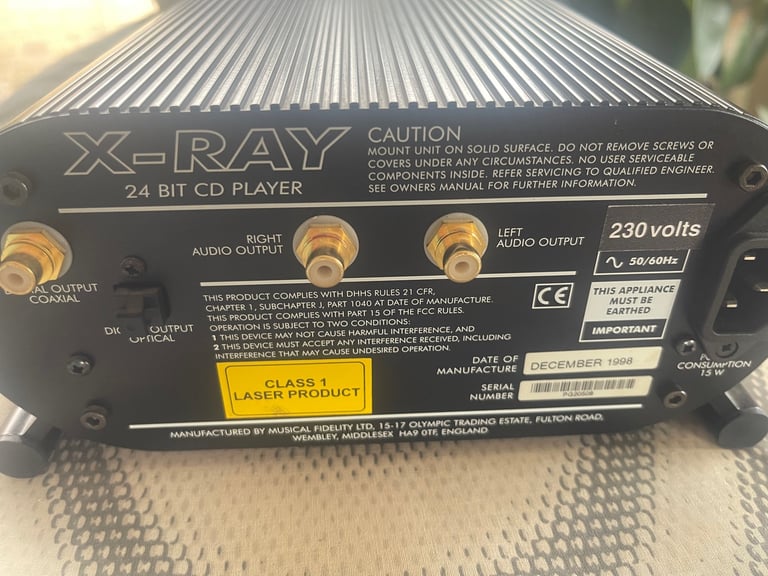 X-RAY
24 BIT CD PLAYER
CAUTION
MOUNT UNIT ON SOLID SURFACE. DO NOT REMOVE SCREWS OR
COVERS UNDER ANY CIRCUMSTANCES. NO USER SERVICEABLE
COMPONENTS INSIDE. REFER SERVICING TO QUALIFIED ENGINEER.
SEE OWNERS MANUAL FOR FURTHER INFORMATION.
OUTPUT
COAXIAL
OUTPUT
OPTICAL
RIGHT
AUDIO OUTPUT
LEFT
AUDIO OUTPUT
230 volts
50/60Hz
THIS APPLIANCE
MUST BE
EARTHED
IMPORTANT
THIS PRODUCT COMPLIES WITH DHHS RULES 21 CFR,
CHAPTER 1, SUBCHAPTER J, PART 1040 AT DATE OF MANUFACTURE.
THIS PRODUCT COMPLIES WITH PART 15 OF THE FCC RULES.
OPERATION IS SUBJECT TO TWO CONDITIONS:
1 THIS DEVICE MAY NOT CAUSE HARMFUL INTERFERENCE, AND
2 THIS DEVICE MUST ACCEPT ANY INTERFERENCE RECEIVED, INCLUDING
INTERFERENCE THAT MAY CAUSE UNDESIRED OPERATION.
CE
CLASS 1
LASER PRODUCT
DATE OF
MANUFACTURE
DECEMBER 1998
SERIAL
NUMBER
CONSUMPTION
15 W
MANUFACTURED BY MUSICAL FIDELITY LTD, 15-17 OLYMPIC TRADING ESTATE, FULTON ROAD,
WEMBLEY, MIDDLESEX HA9 0TF, ENGLAND